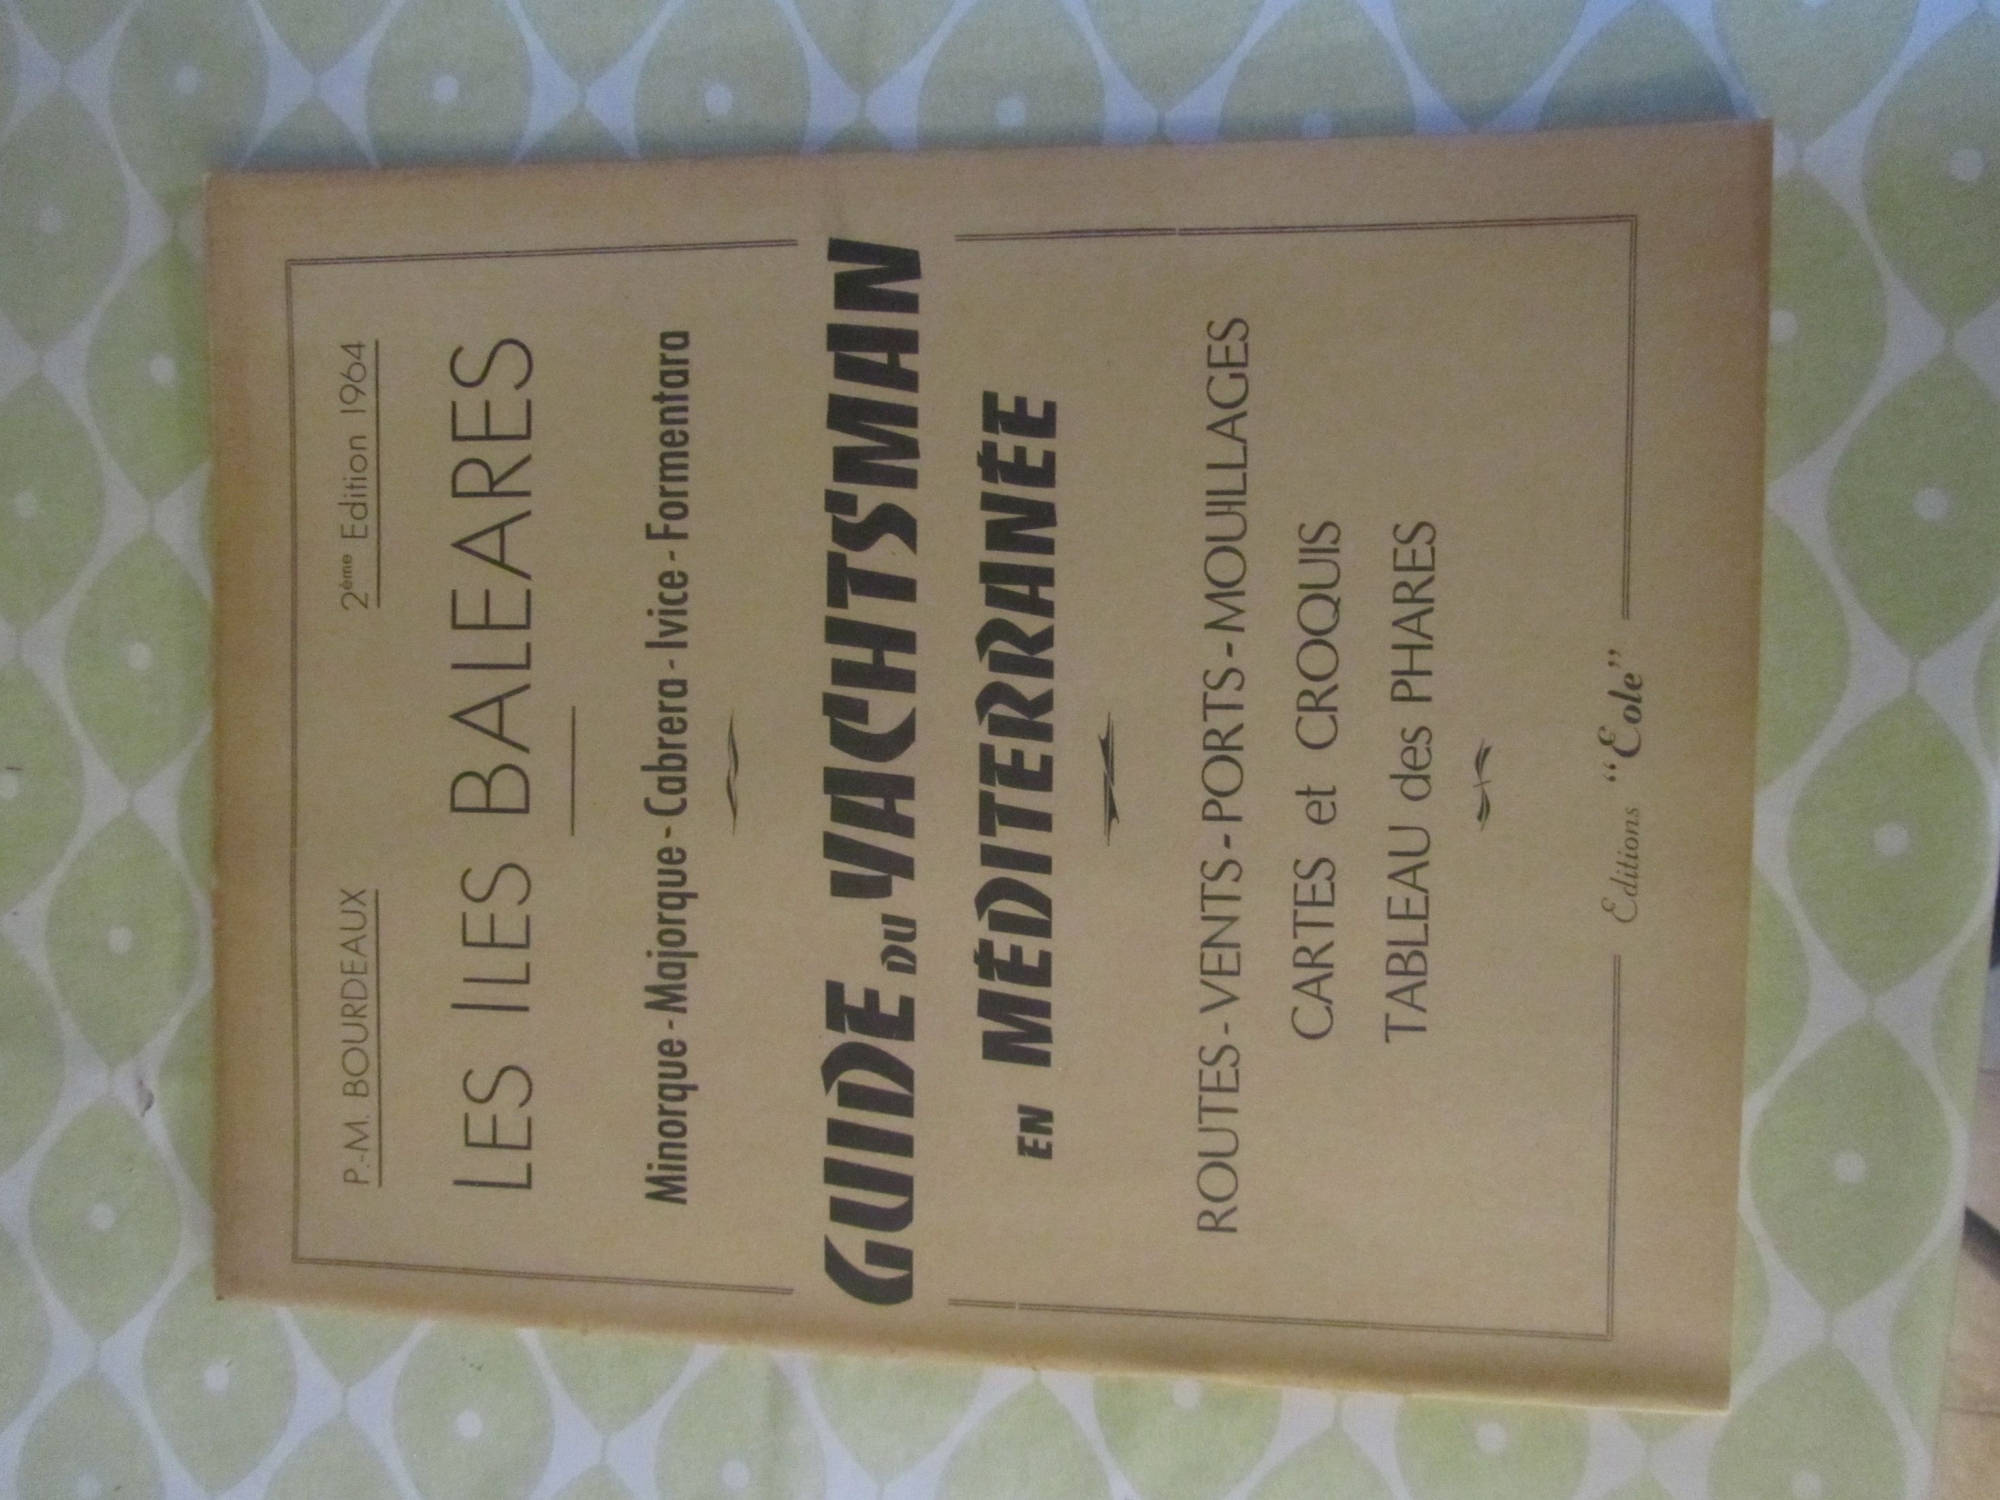 P.-M. BOURDEAUX 2ème Edition 1964
LES ILES BALEARES
Minorque - Majorque - Cabrera - Ivice - Formentara
GUIDE DU YACHTSMAN
EN MÉDITERRANÉE
ROUTES - VENTS - PORTS - MOUILLAGES
CARTES et CROQUIS
TABLEAU des PHARES
Editions "Eole"